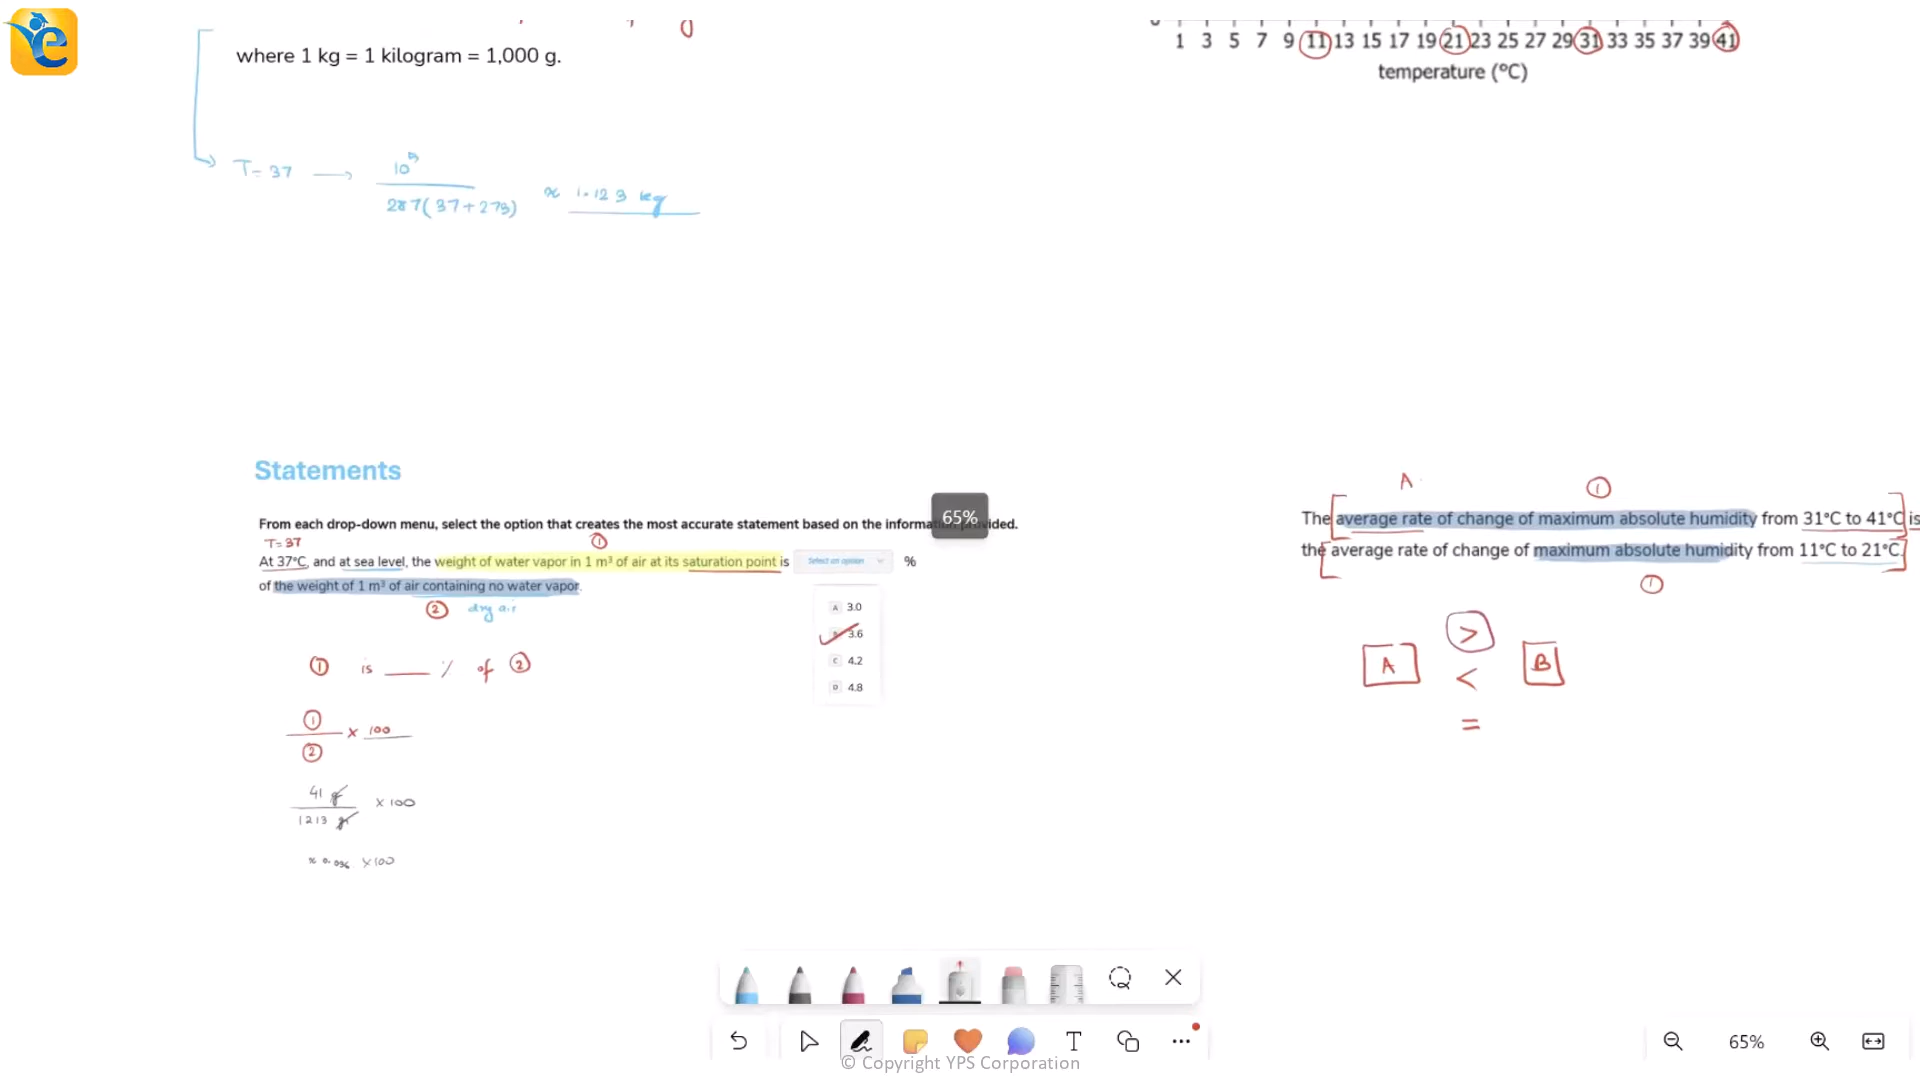 where 1 kg = 1 kilogram = 1,000 g.
T= 37 → 10⁵ / 287(37+273) ≈ 1.123 kg
0
1 3 5 7 9 11 13 15 17 19 21 23 25 27 29 31 33 35 37 39 41
temperature (°C)
Statements
From each drop-down menu, select the option that creates the most accurate statement based on the information provided.
T=37
①
At 37°C, and at sea level, the weight of water vapor in 1 m³ of air at its saturation point is Select an option %
of the weight of 1 m³ of air containing no water vapor.
② dry air
A 3.0
3.6
C 4.2
D 4.8
① is ___ % of ②
① / ② × 100
41 g / 1213 g × 100
≈ 0.036 × 100
65%
A
①
The average rate of change of maximum absolute humidity from 31°C to 41°C is
the average rate of change of maximum absolute humidity from 11°C to 21°C.
①
>
A < B
=
T
65%
© Copyright YPS Corporation